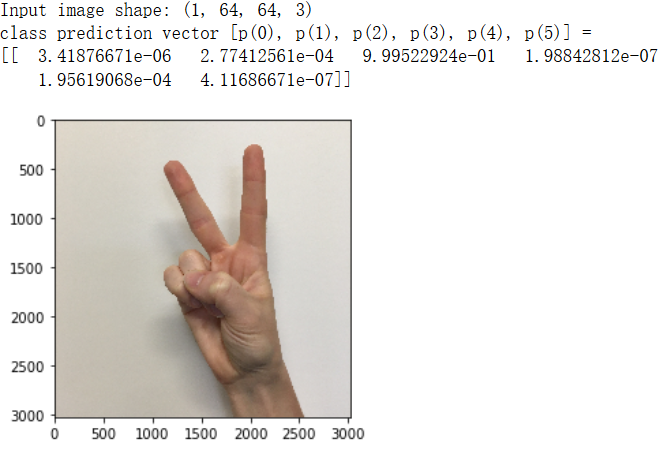 Input image shape: (1, 64, 64, 3)
class prediction vector [p(0), p(1), p(2), p(3), p(4), p(5)] =
[[  3.41876671e-06   2.77412561e-04   9.99522924e-01   1.98842812e-07
    1.95619068e-04   4.11686671e-07]]
0
500
1000
1500
2000
2500
3000
0 500 1000 1500 2000 2500 3000